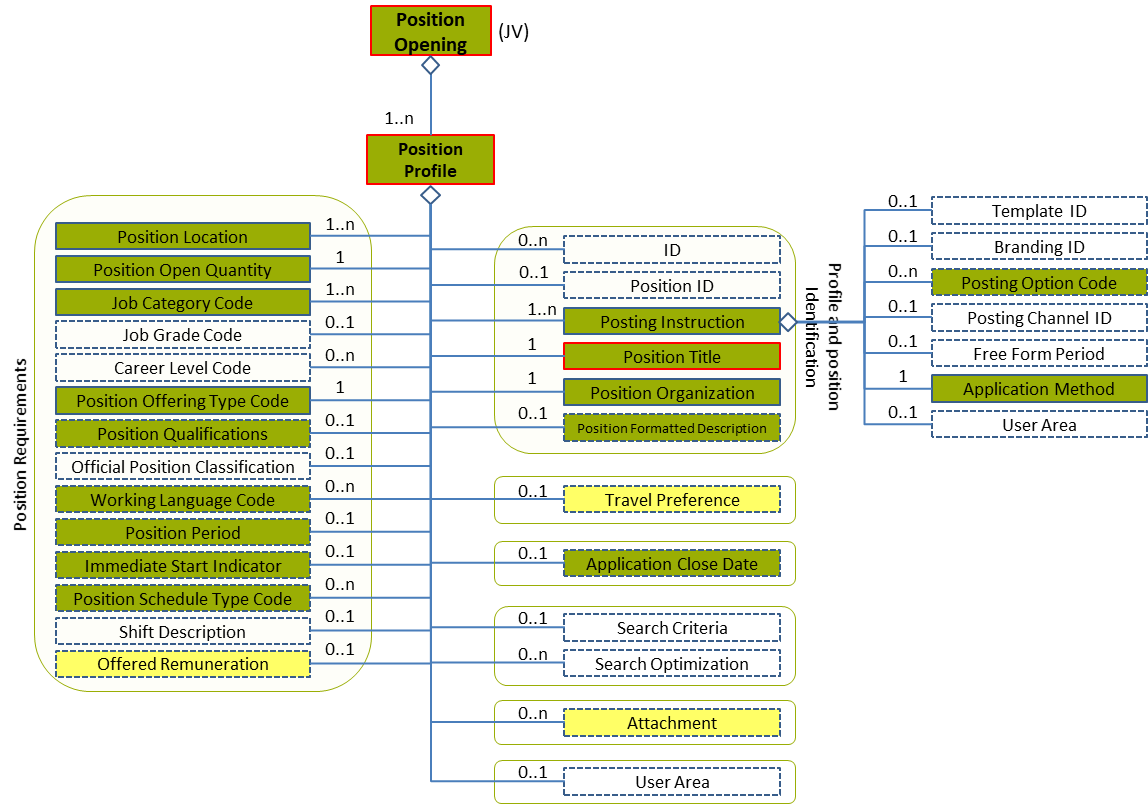 Position
Opening
(JV)
1..n
Position
Profile
Position Requirements
Position Location
1..n
Position Open Quantity
1
Job Category Code
1..n
Job Grade Code
0..1
Career Level Code
0..n
Position Offering Type Code
1
Position Qualifications
0..1
Official Position Classification
0..1
Working Language Code
0..n
Position Period
0..1
Immediate Start Indicator
0..1
Position Schedule Type Code
0..n
Shift Description
0..1
Offered Remuneration
0..1
0..n
ID
0..1
Position ID
1..n
Posting Instruction
1
Position Title
1
Position Organization
0..1
Position Formatted Description
Profile and position
Identification
0..1
Template ID
0..1
Branding ID
0..n
Posting Option Code
0..1
Posting Channel ID
0..1
Free Form Period
1
Application Method
0..1
User Area
0..1
Travel Preference
0..1
Application Close Date
0..1
Search Criteria
0..n
Search Optimization
0..n
Attachment
0..1
User Area